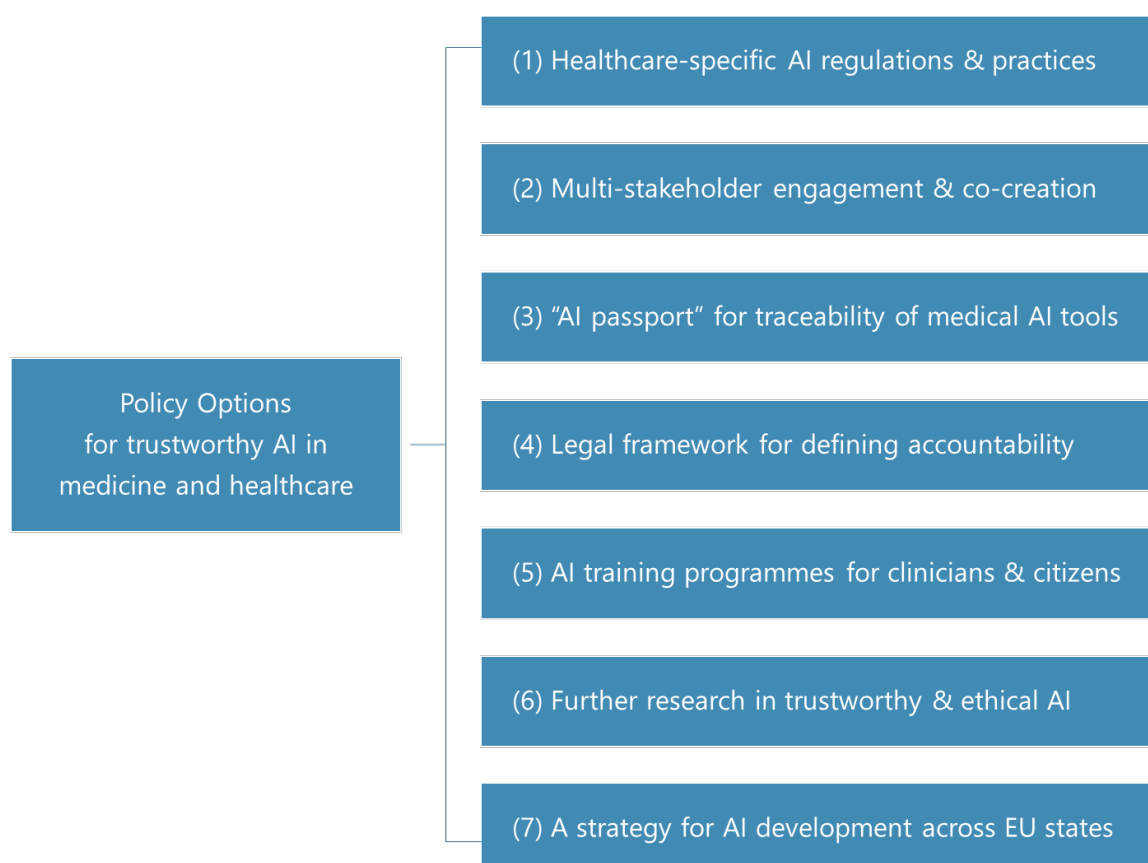 (1) Healthcare-specific AI regulations & practices
(2) Multi-stakeholder engagement & co-creation
(3) “AI passport” for traceability of medical AI tools
Policy Options
for trustworthy AI in
medicine and healthcare
(4) Legal framework for defining accountability
(5) AI training programmes for clinicians & citizens
(6) Further research in trustworthy & ethical AI
(7) A strategy for AI development across EU states